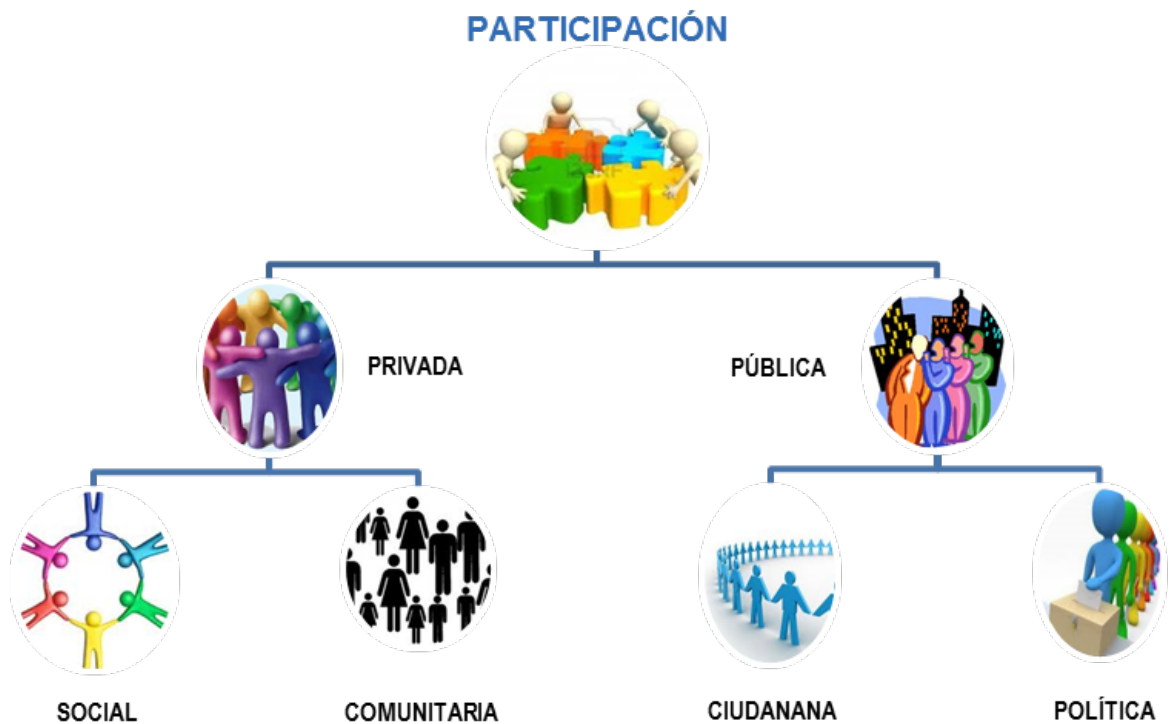 PARTICIPACIÓN
PRIVADA
PÚBLICA
SOCIAL
COMUNITARIA
CIUDANANA
POLÍTICA